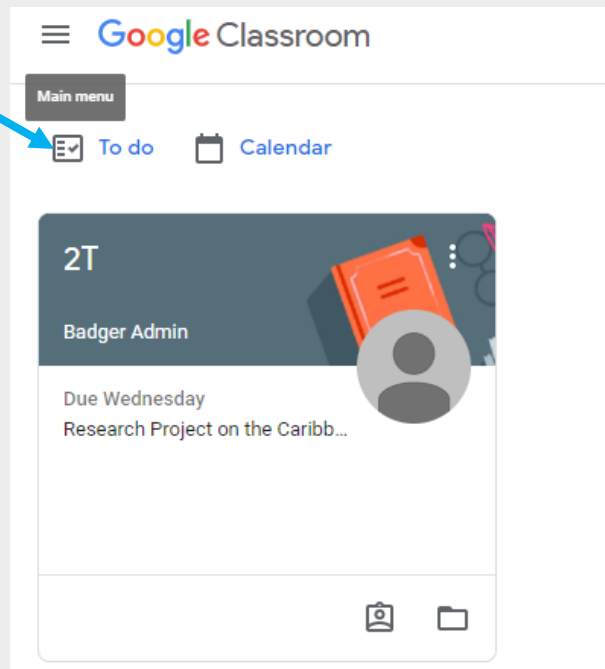 Google Classroom
Main menu
To do Calendar
2T
Badger Admin
Due Wednesday
Research Project on the Caribb...